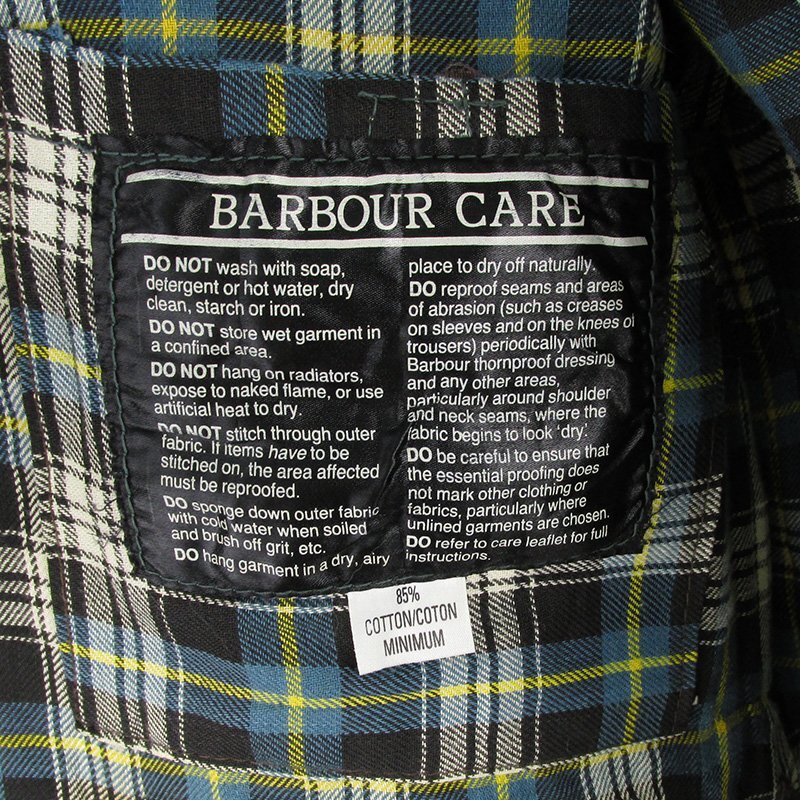 BARBOUR CARE
DO NOT wash with soap,
detergent or hot water, dry
clean, starch or iron.
DO NOT store wet garment in
a confined area.
DO NOT hang on radiators,
expose to naked flame, or use
artificial heat to dry.
DO NOT stitch through outer
fabric. If items have to be
stitched on, the area affected
must be reproofed.
DO sponge down outer fabric
with cold water when soiled
and brush off grit, etc.
DO hang garment in a dry, airy
place to dry off naturally.
DO reproof seams and areas
of abrasion (such as creases
on sleeves and on the knees of
trousers) periodically with
Barbour thornproof dressing
and any other areas,
particularly around shoulder
and neck seams, where the
fabric begins to look 'dry'.
DO be careful to ensure that
the essential proofing does
not mark other clothing or
fabrics, particularly where
unlined garments are chosen.
DO refer to care leaflet for full
instructions.
85%
COTTON/COTON
MINIMUM